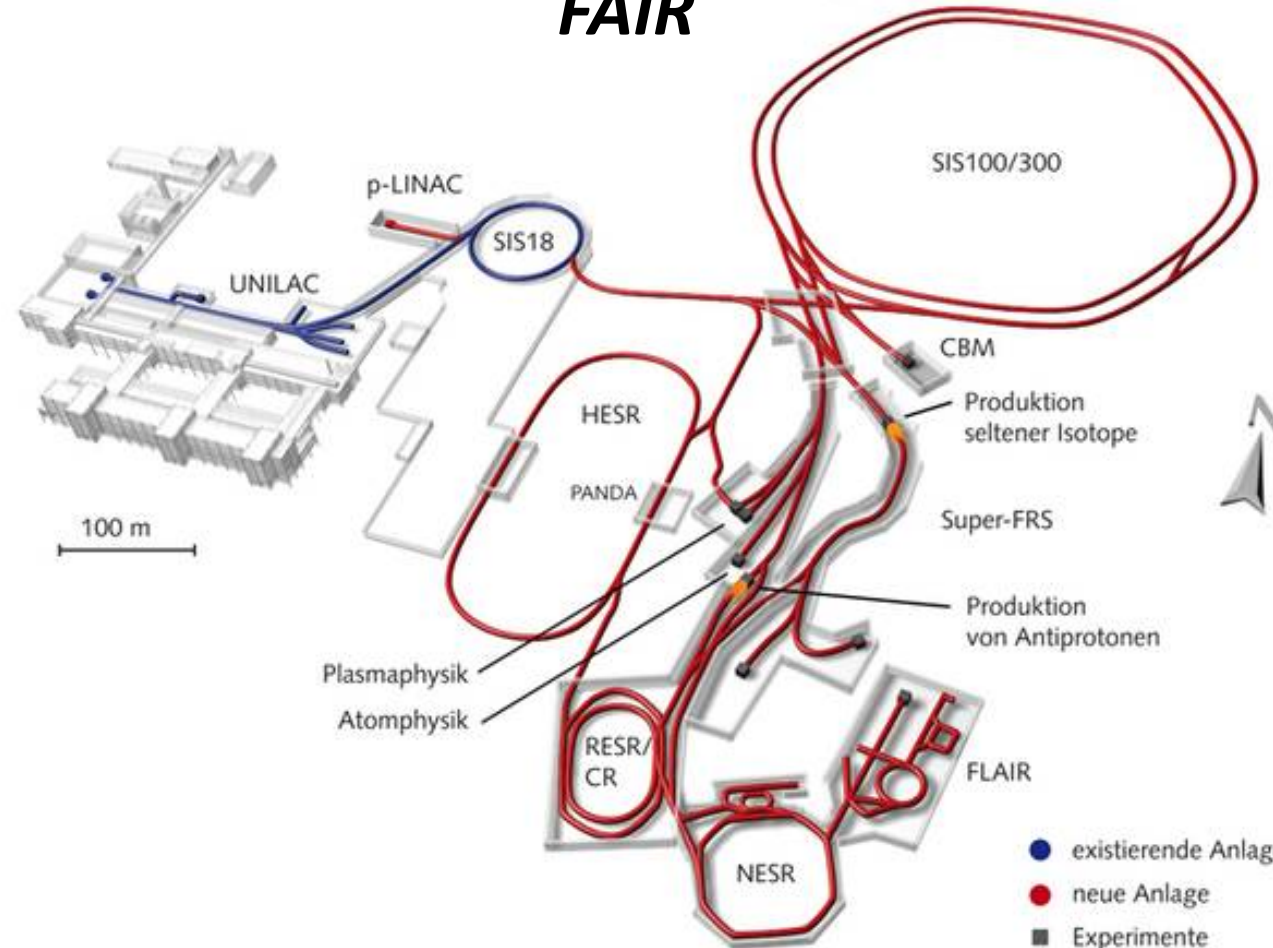 FAIR
SIS100/300
p-LINAC
SIS18
UNILAC
CBM
Produktion
seltener Isotope
HESR
PANDA
100 m
Super-FRS
Produktion
von Antiprotonen
Plasmaphysik
Atomphysik
RESR/
CR
FLAIR
NESR
existierende Anlag
neue Anlage
Experimente